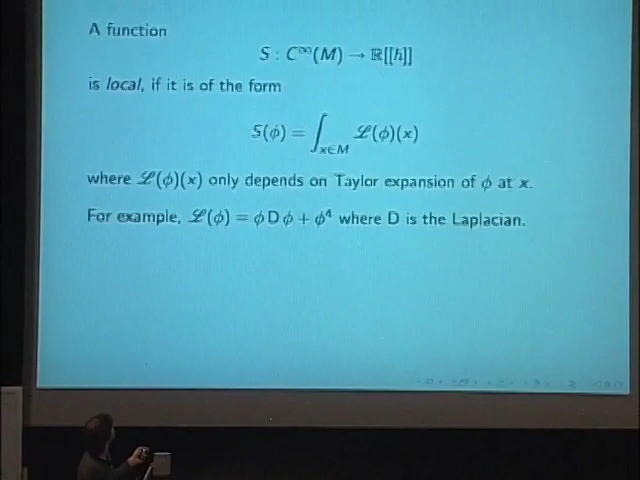 A function
S : C^∞(M) → ℝ[[ℏ]]
is local, if it is of the form
S(ϕ) = ∫_{x∈M} ℒ(ϕ)(x)
where ℒ(ϕ)(x) only depends on Taylor expansion of ϕ at x.
For example, ℒ(ϕ) = ϕ D ϕ + ϕ⁴ where D is the Laplacian.